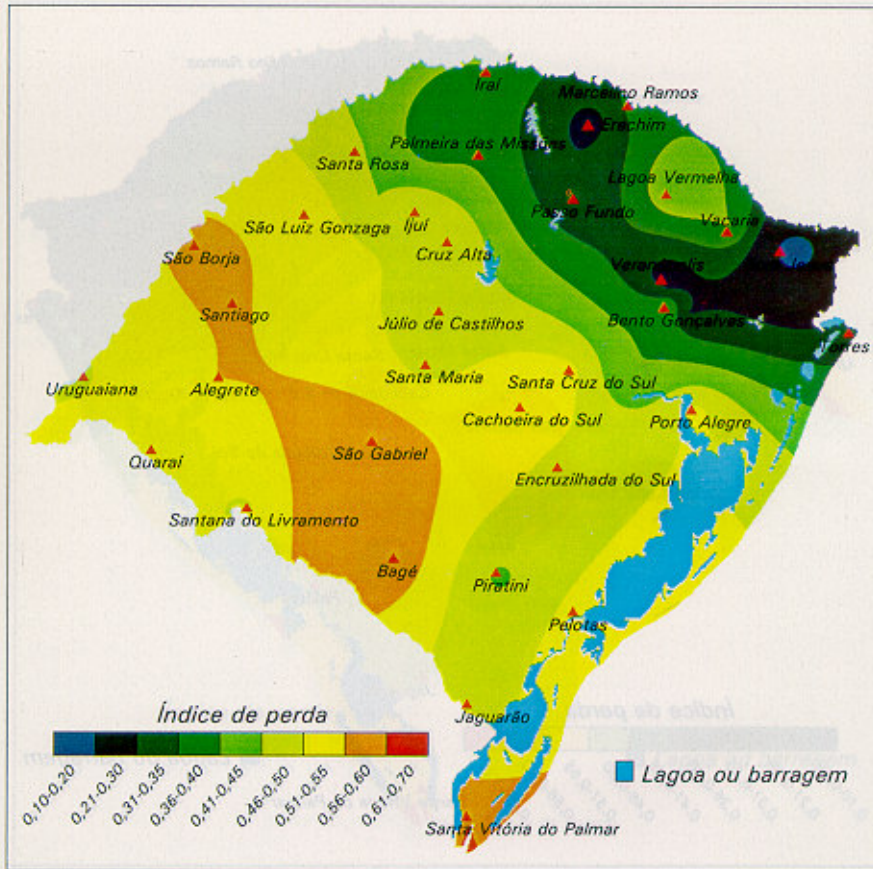 Iraí
Marcelino Ramos
Erechim
Palmeira das Missões
Santa Rosa
Lagoa Vermelha
Passo Fundo
Vacaria
São Luiz Gonzaga
Ijuí
Cruz Alta
São Borja
Santiago
Júlio de Castilhos
Bento Gonçalves
Torres
Uruguaiana
Alegrete
Santa Maria
Santa Cruz do Sul
Cachoeira do Sul
Porto Alegre
São Gabriel
Quaraí
Encruzilhada do Sul
Santana do Livramento
Bagé
Piratini
Pelotas
Jaguarão
Índice de perda
0,10-0,20
0,21-0,30
0,31-0,35
0,36-0,40
0,41-0,45
0,46-0,50
0,51-0,55
0,56-0,60
0,61-0,70
Lagoa ou barragem
Santa Vitória do Palmar